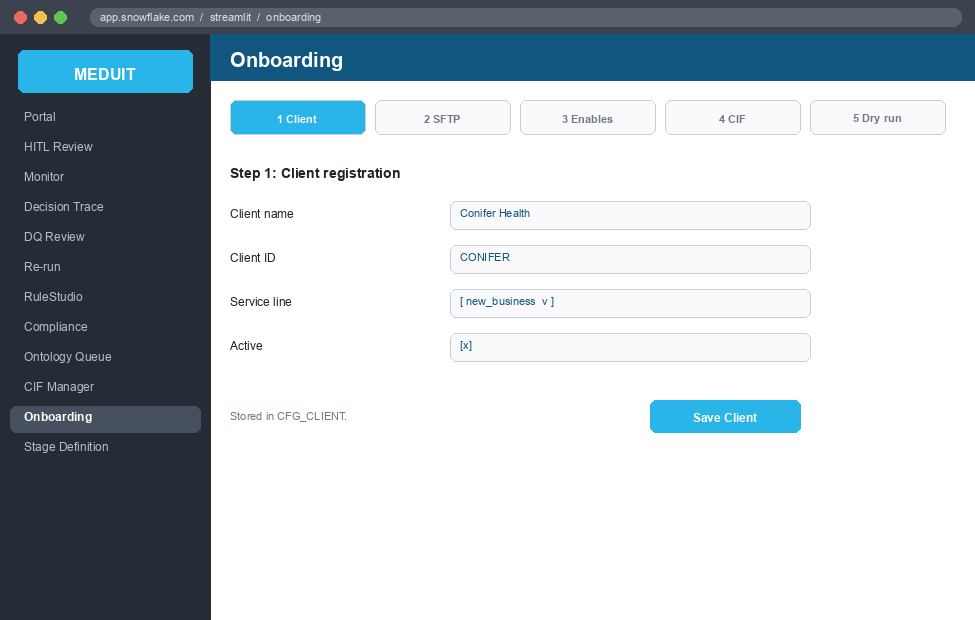 app.snowflake.com / streamlit / onboarding
MEDUIT
Portal
HITL Review
Monitor
Decision Trace
DQ Review
Re-run
RuleStudio
Compliance
Ontology Queue
CIF Manager
Onboarding
Stage Definition
Onboarding
1 Client
2 SFTP
3 Enables
4 CIF
5 Dry run
Step 1: Client registration
Client name
Conifer Health
Client ID
CONIFER
Service line
[ new_business v ]
Active
[x]
Stored in CFG_CLIENT.
Save Client